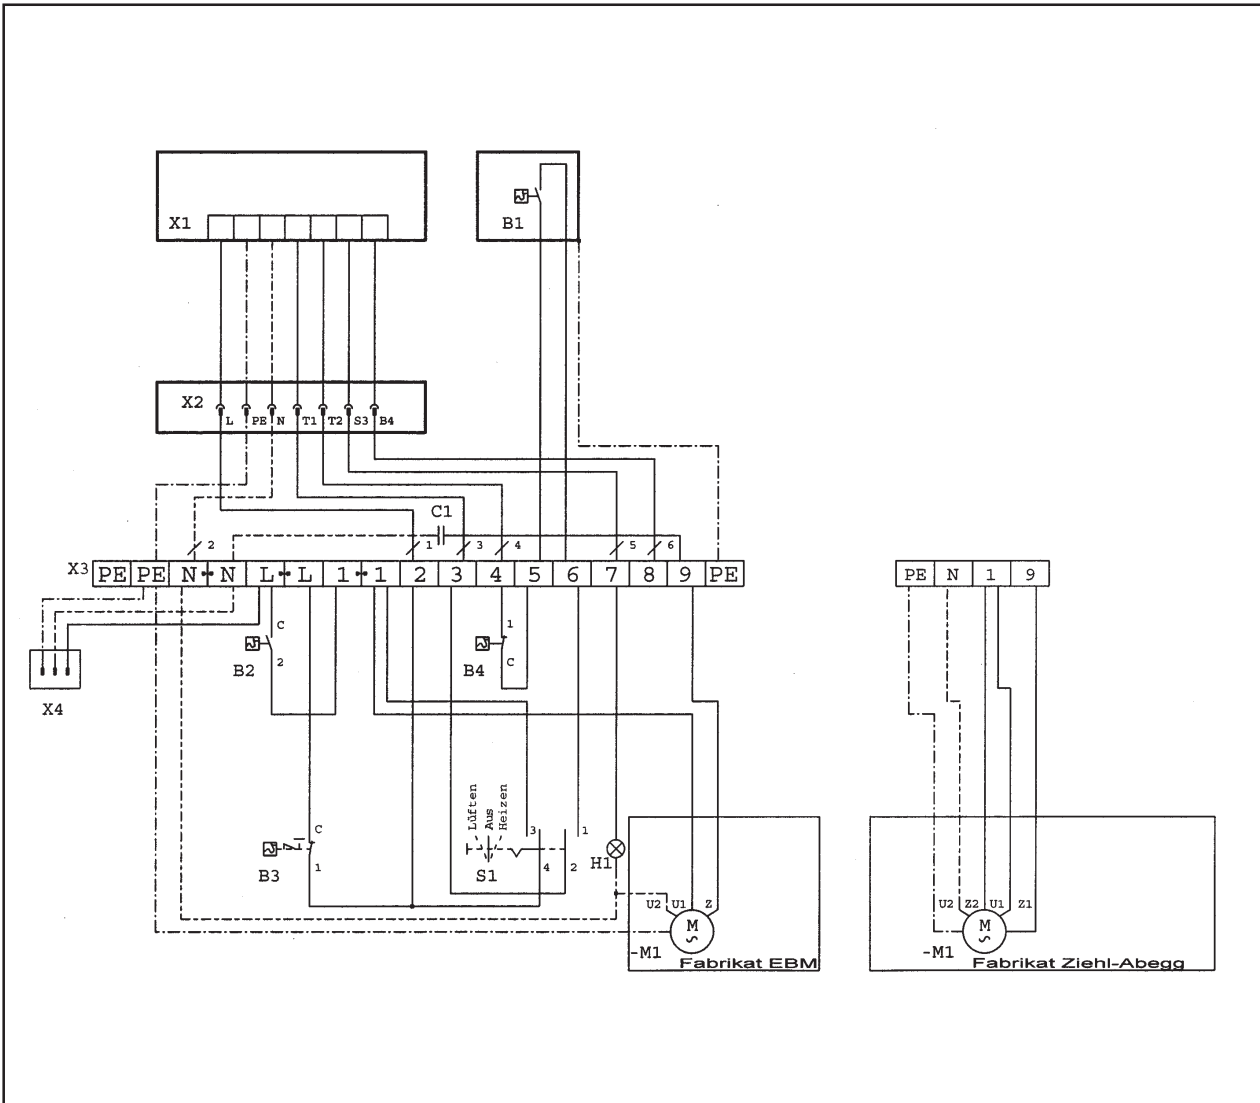 X1
B1
X2
L PE N T1 T2 S3 B4
C1
2 1 3 4 5 6
X3 PE PE N N L L 1 1 2 3 4 5 6 7 8 9 PE
PE N 1 9
C
B2
2
1
B4
C
X4
Lüften
Aus
Heizen
C
B3
1
3
1
S1
4
2
H1
U2 U1 Z
M
-M1
Fabrikat EBM
U2 Z2 U1 Z1
M
-M1
Fabrikat Ziehl-Abegg